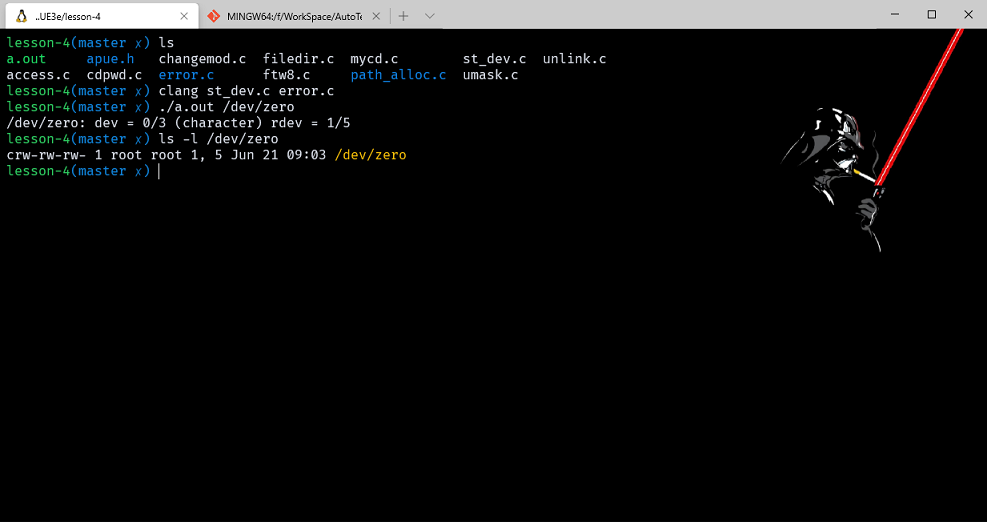 ..UE3e/lesson-4 MINGW64:/f/WorkSpace/AutoTe
lesson-4(master x) ls
a.out apue.h changemod.c filedir.c mycd.c st_dev.c unlink.c
access.c cdpwd.c error.c ftw8.c path_alloc.c umask.c
lesson-4(master x) clang st_dev.c error.c
lesson-4(master x) ./a.out /dev/zero
/dev/zero: dev = 0/3 (character) rdev = 1/5
lesson-4(master x) ls -l /dev/zero
crw-rw-rw- 1 root root 1, 5 Jun 21 09:03 /dev/zero
lesson-4(master x)